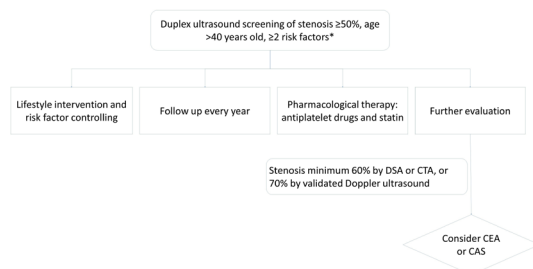 Duplex ultrasound screening of stenosis ≥50%, age
>40 years old, ≥2 risk factors*
Lifestyle intervention and
risk factor controlling
Follow up every year
Pharmacological therapy:
antiplatelet drugs and statin
Further evaluation
Stenosis minimum 60% by DSA or CTA, or
70% by validated Doppler ultrasound
Consider CEA
or CAS